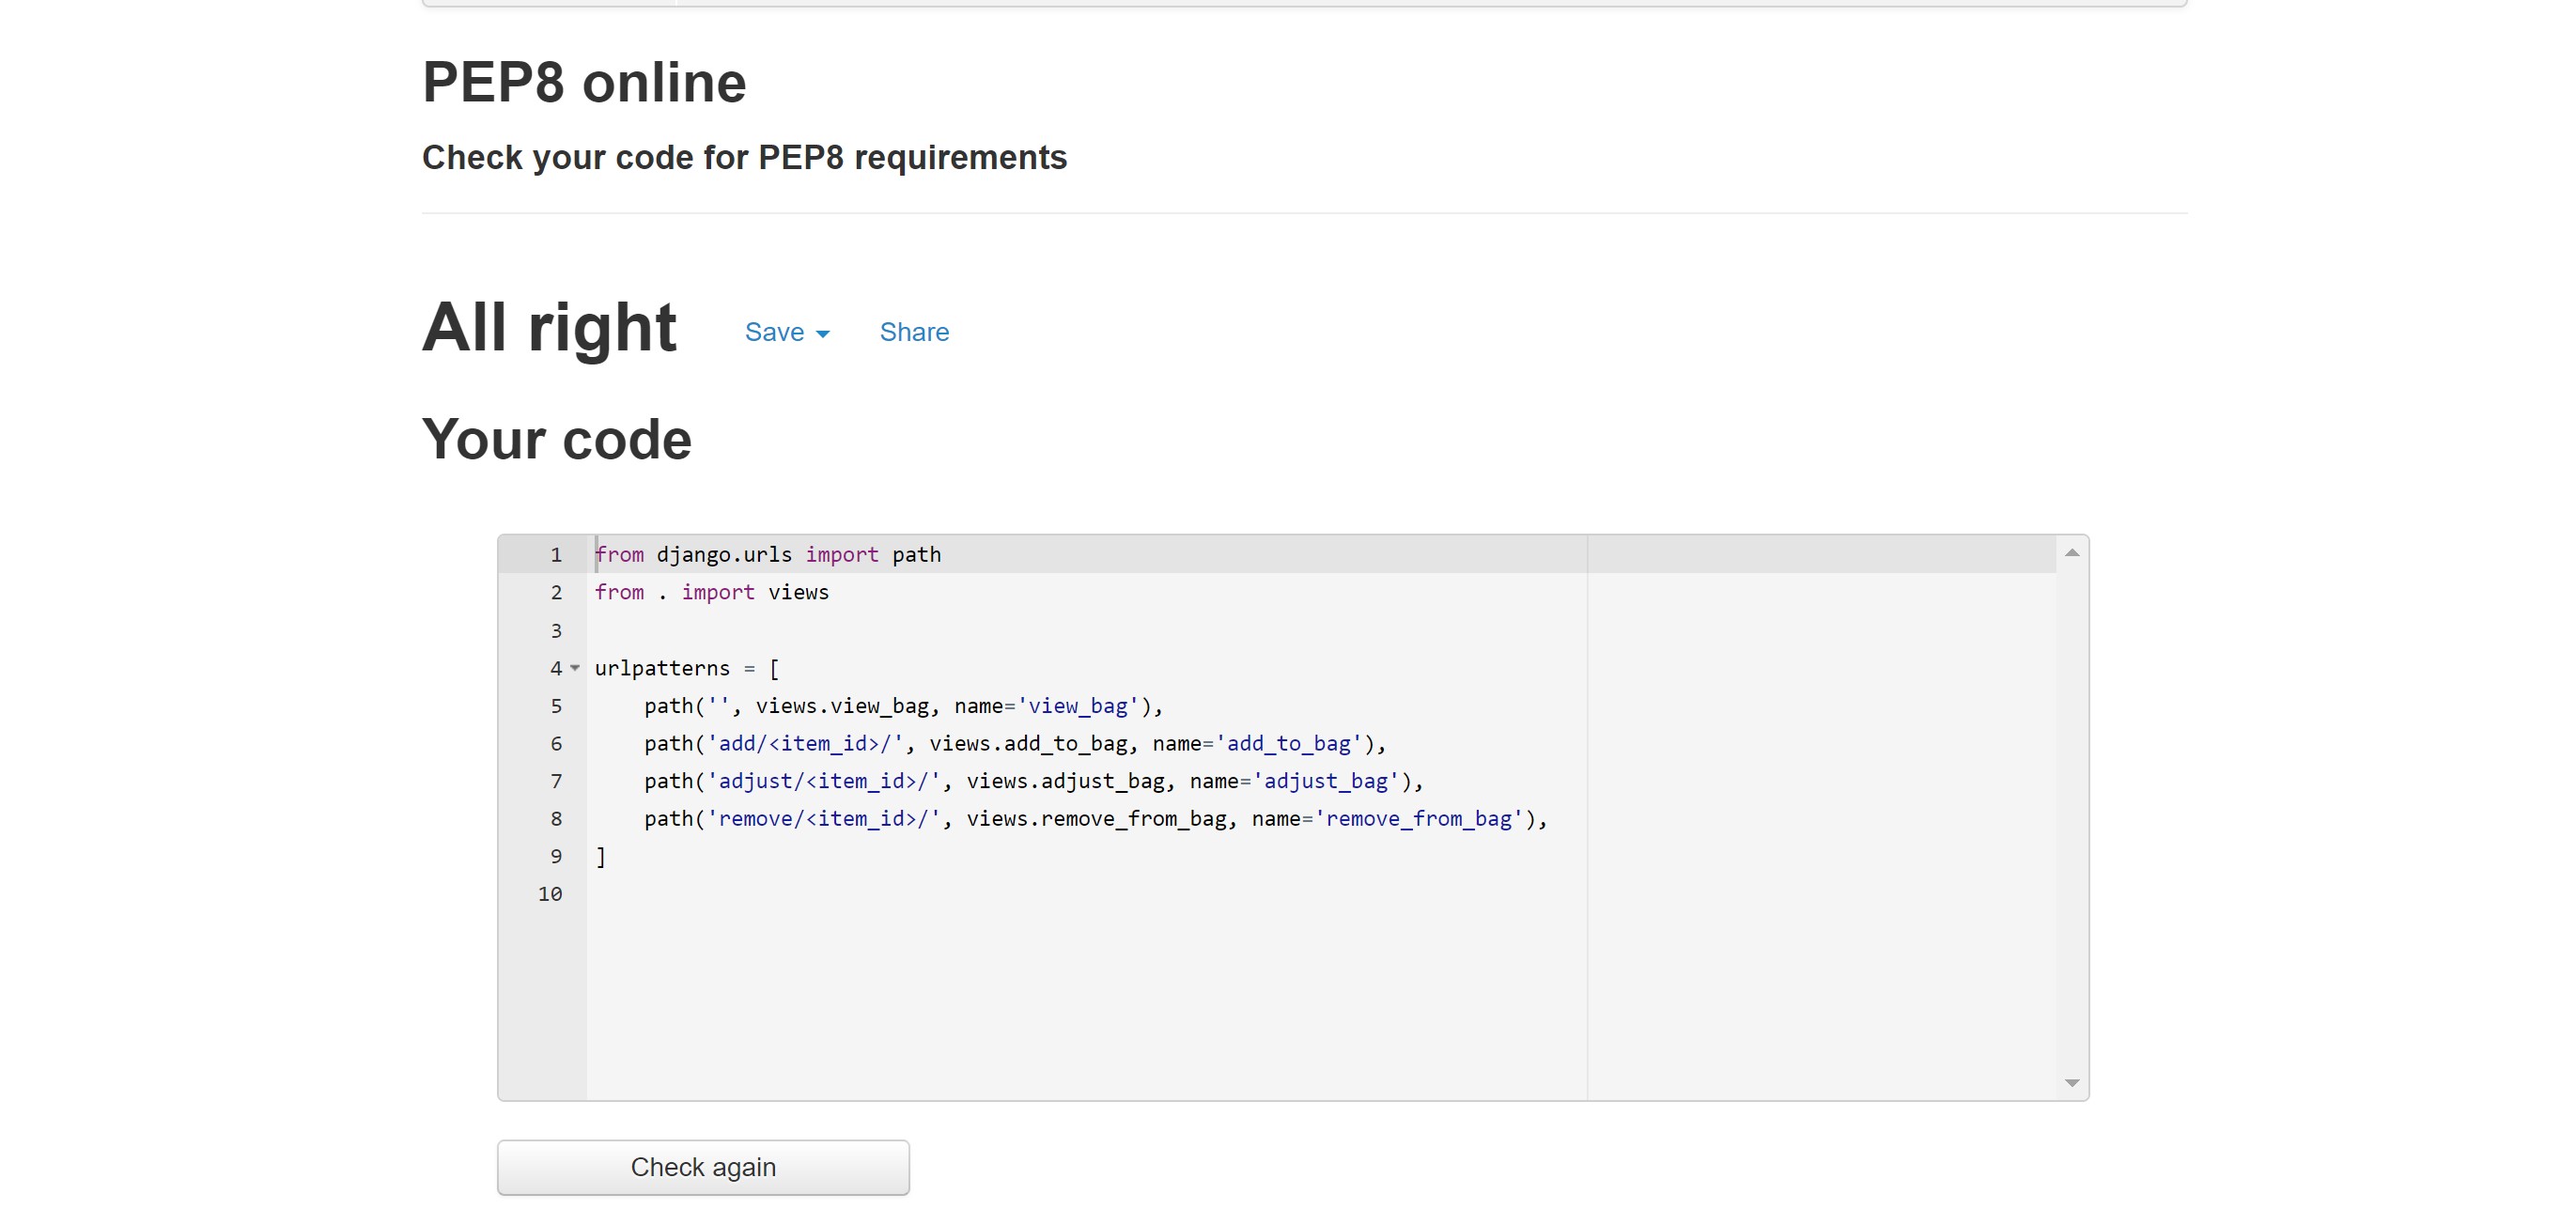 PEP8 online
Check your code for PEP8 requirements
All right Save Share
Your code
1 from django.urls import path
2 from . import views
3
4 urlpatterns = [
5     path('', views.view_bag, name='view_bag'),
6     path('add/<item_id>/', views.add_to_bag, name='add_to_bag'),
7     path('adjust/<item_id>/', views.adjust_bag, name='adjust_bag'),
8     path('remove/<item_id>/', views.remove_from_bag, name='remove_from_bag'),
9 ]
10
Check again